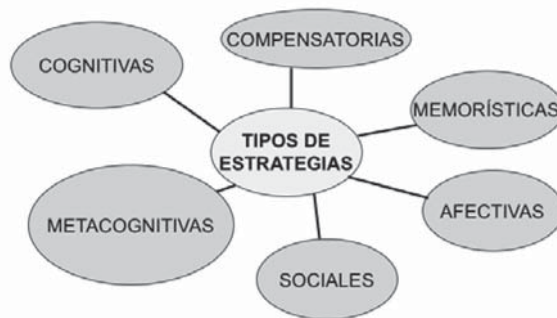 COMPENSATORIAS
COGNITIVAS
MEMORÍSTICAS
TIPOS DE
ESTRATEGIAS
METACOGNITIVAS
AFECTIVAS
SOCIALES